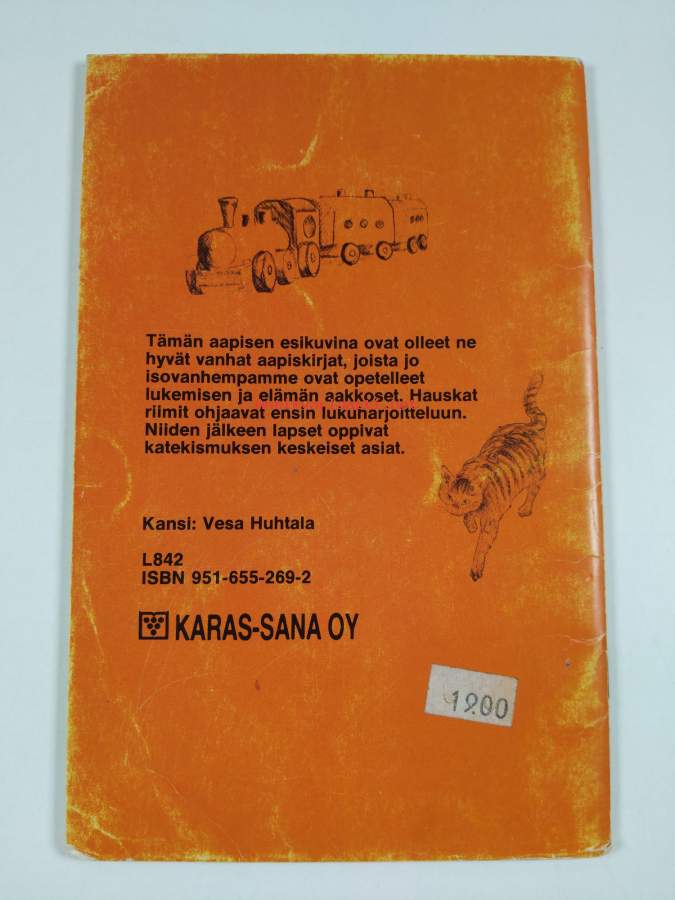 Tämän aapisen esikuvina ovat olleet ne
hyvät vanhat aapiskirjat, joista jo
isovanhempamme ovat opetelleet
lukemisen ja elämän aakkoset. Hauskat
riimit ohjaavat ensin lukuharjoitteluun.
Niiden jälkeen lapset oppivat
katekismuksen keskeiset asiat.
Kansi: Vesa Huhtala
L842
ISBN 951-655-269-2
KARAS-SANA OY